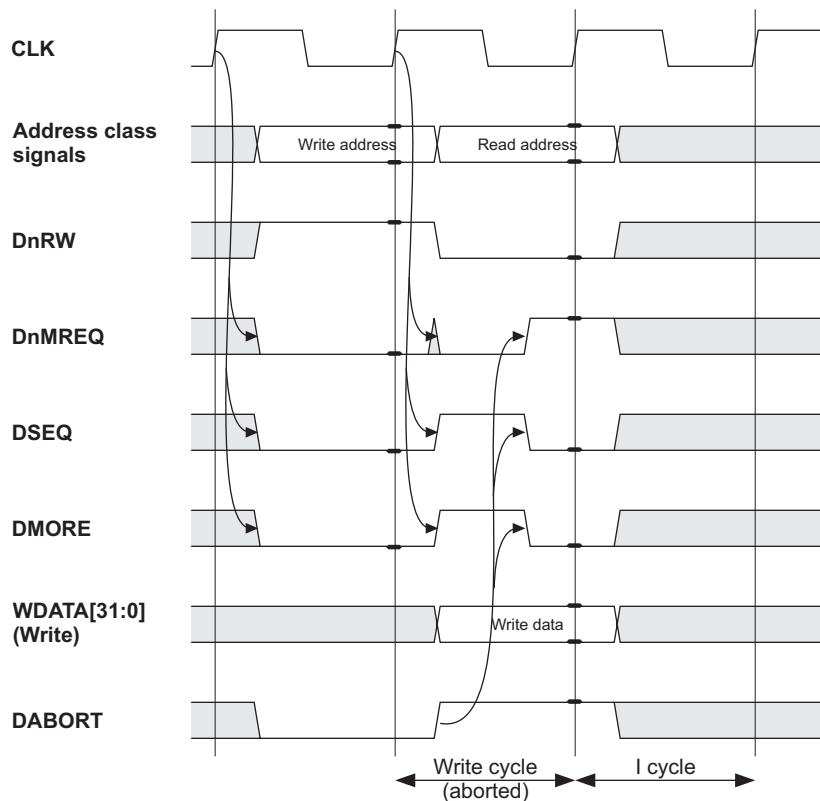 CLK
Address class
signals
Write address
Read address
DnRW
DnMREQ
DSEQ
DMORE
WDATA[31:0]
(Write)
Write data
DABORT
Write cycle
(aborted)
I cycle